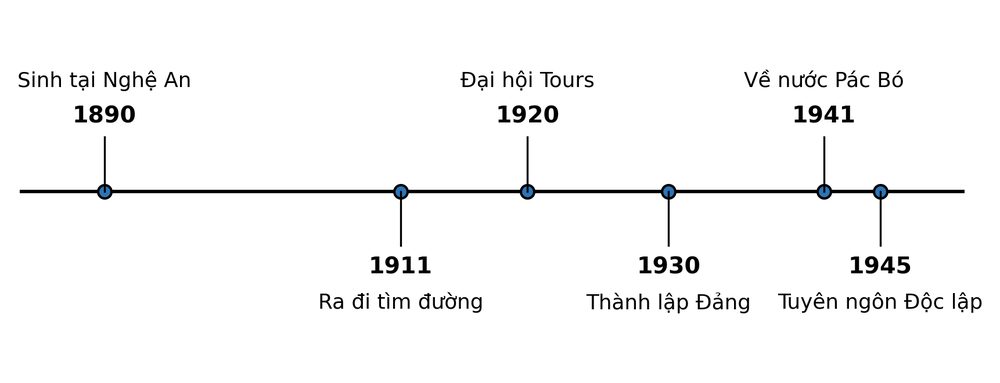 Sinh tại Nghệ An
1890
Đại hội Tours
1920
Về nước Pác Bó
1941
1911
Ra đi tìm đường
1930
Thành lập Đảng
1945
Tuyên ngôn Độc lập